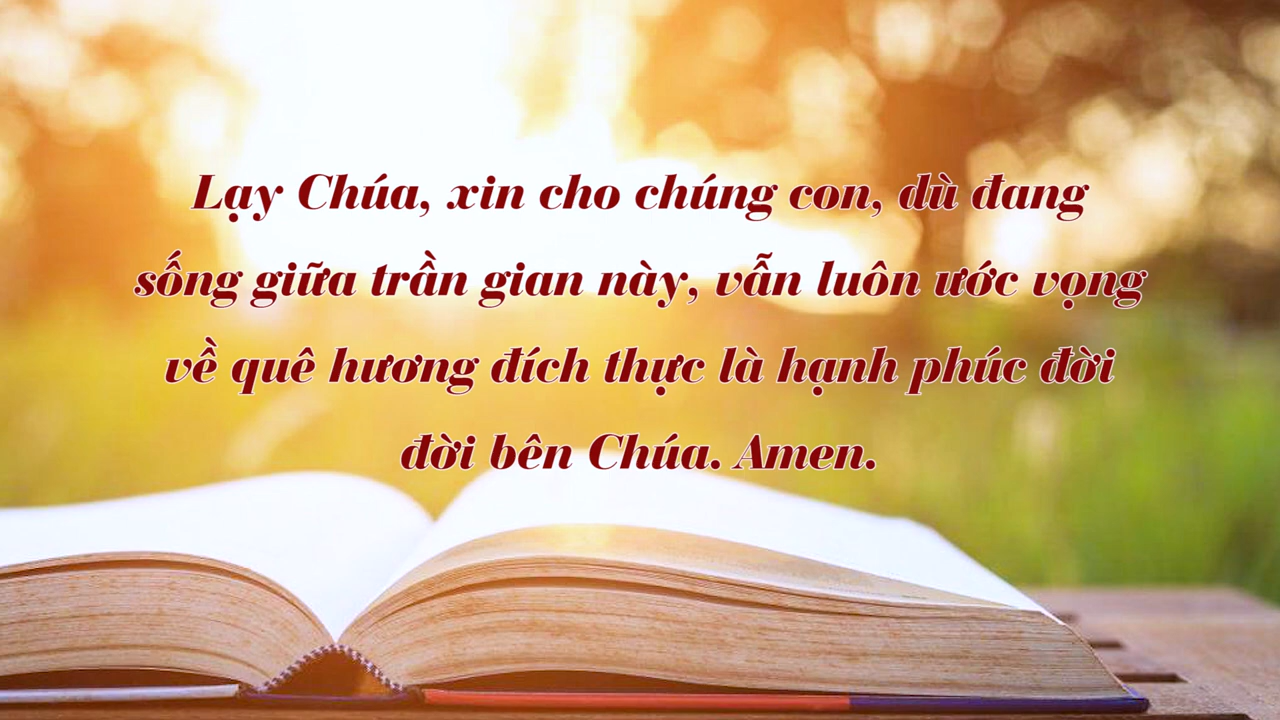 Lạy Chúa, xin cho chúng con, dù đang
sống giữa trần gian này, vẫn luôn ước vọng
về quê hương đích thực là hạnh phúc đời
đời bên Chúa. Amen.